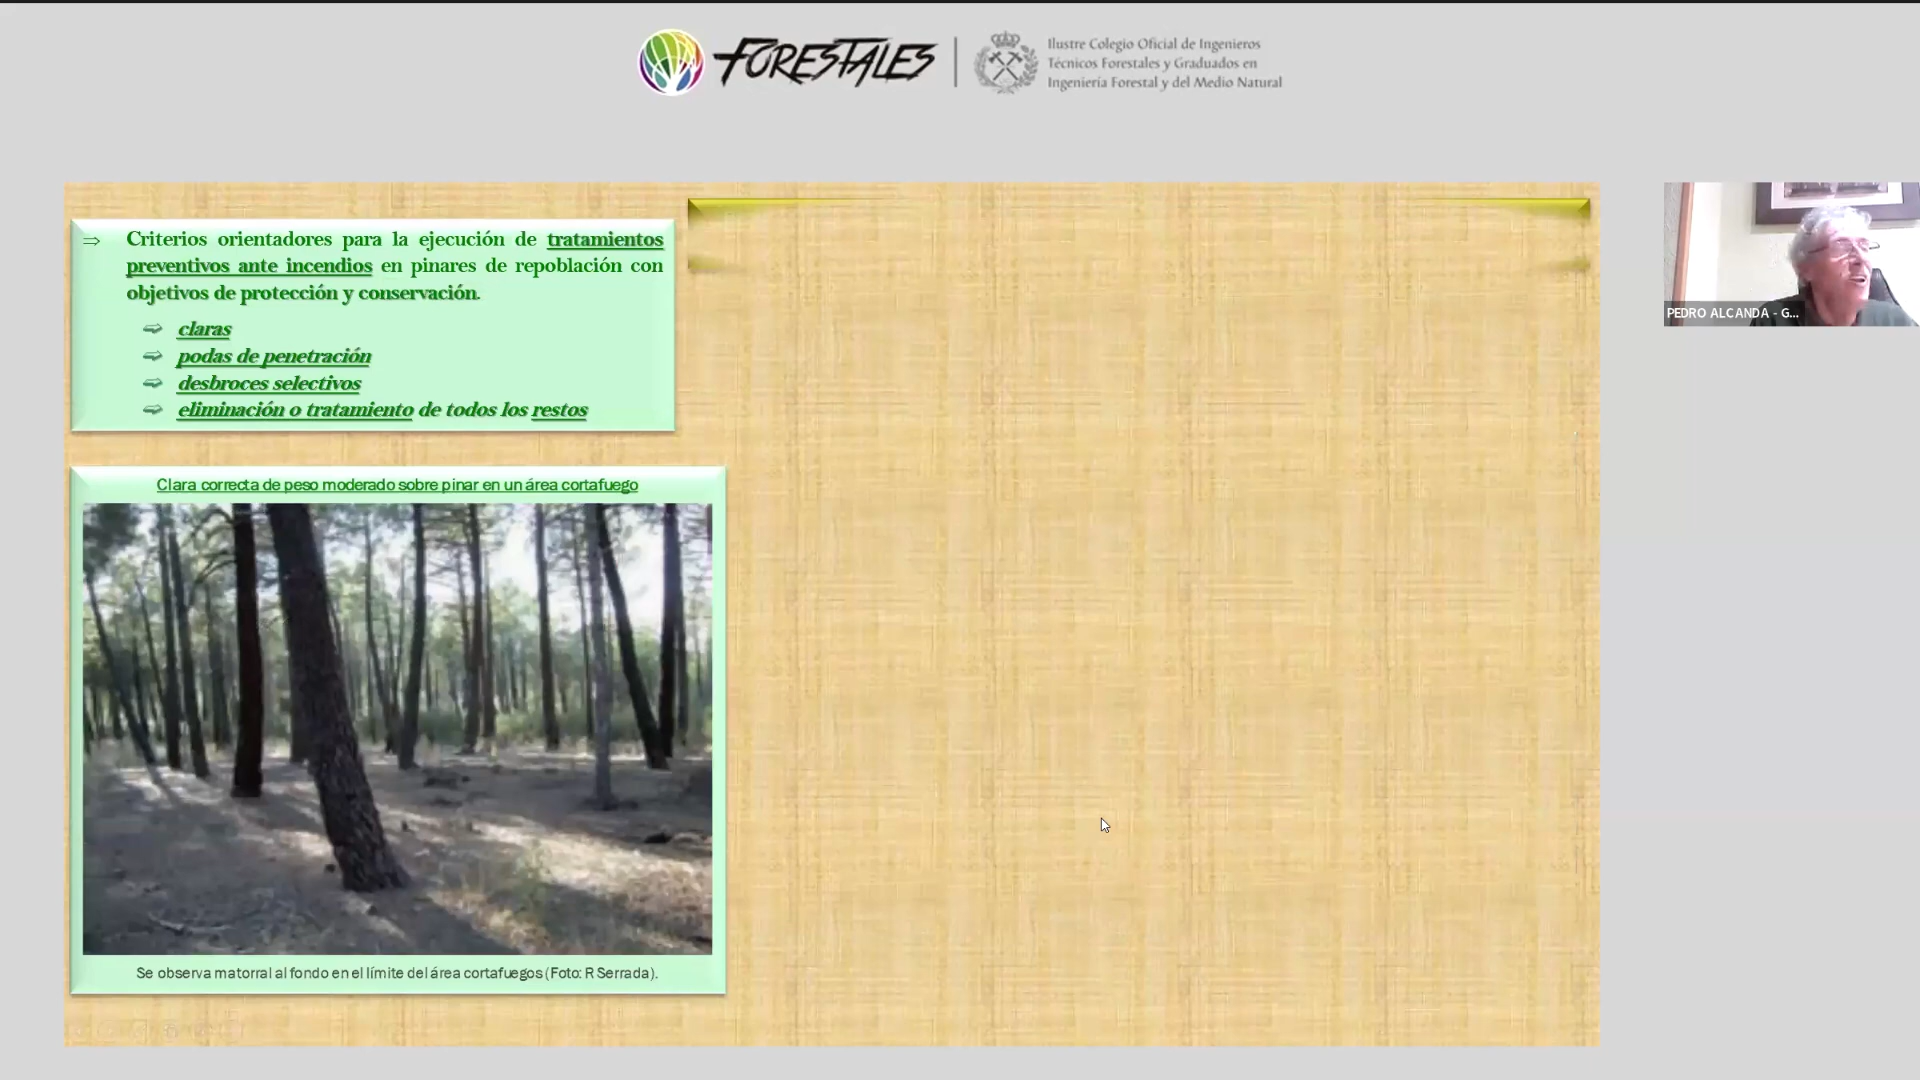 FORESTALES
Ilustre Colegio Oficial de Ingenieros
Técnicos Forestales y Graduados en
Ingeniería Forestal y del Medio Natural
⇒ Criterios orientadores para la ejecución de tratamientos
preventivos ante incendios en pinares de repoblación con
objetivos de protección y conservación.
claras
podas de penetración
desbroces selectivos
eliminación o tratamiento de todos los restos
Clara correcta de peso moderado sobre pinar en un área cortafuego
Se observa matorral al fondo en el límite del área cortafuegos (Foto: R Serrada).
PEDRO ALCANDA - G...